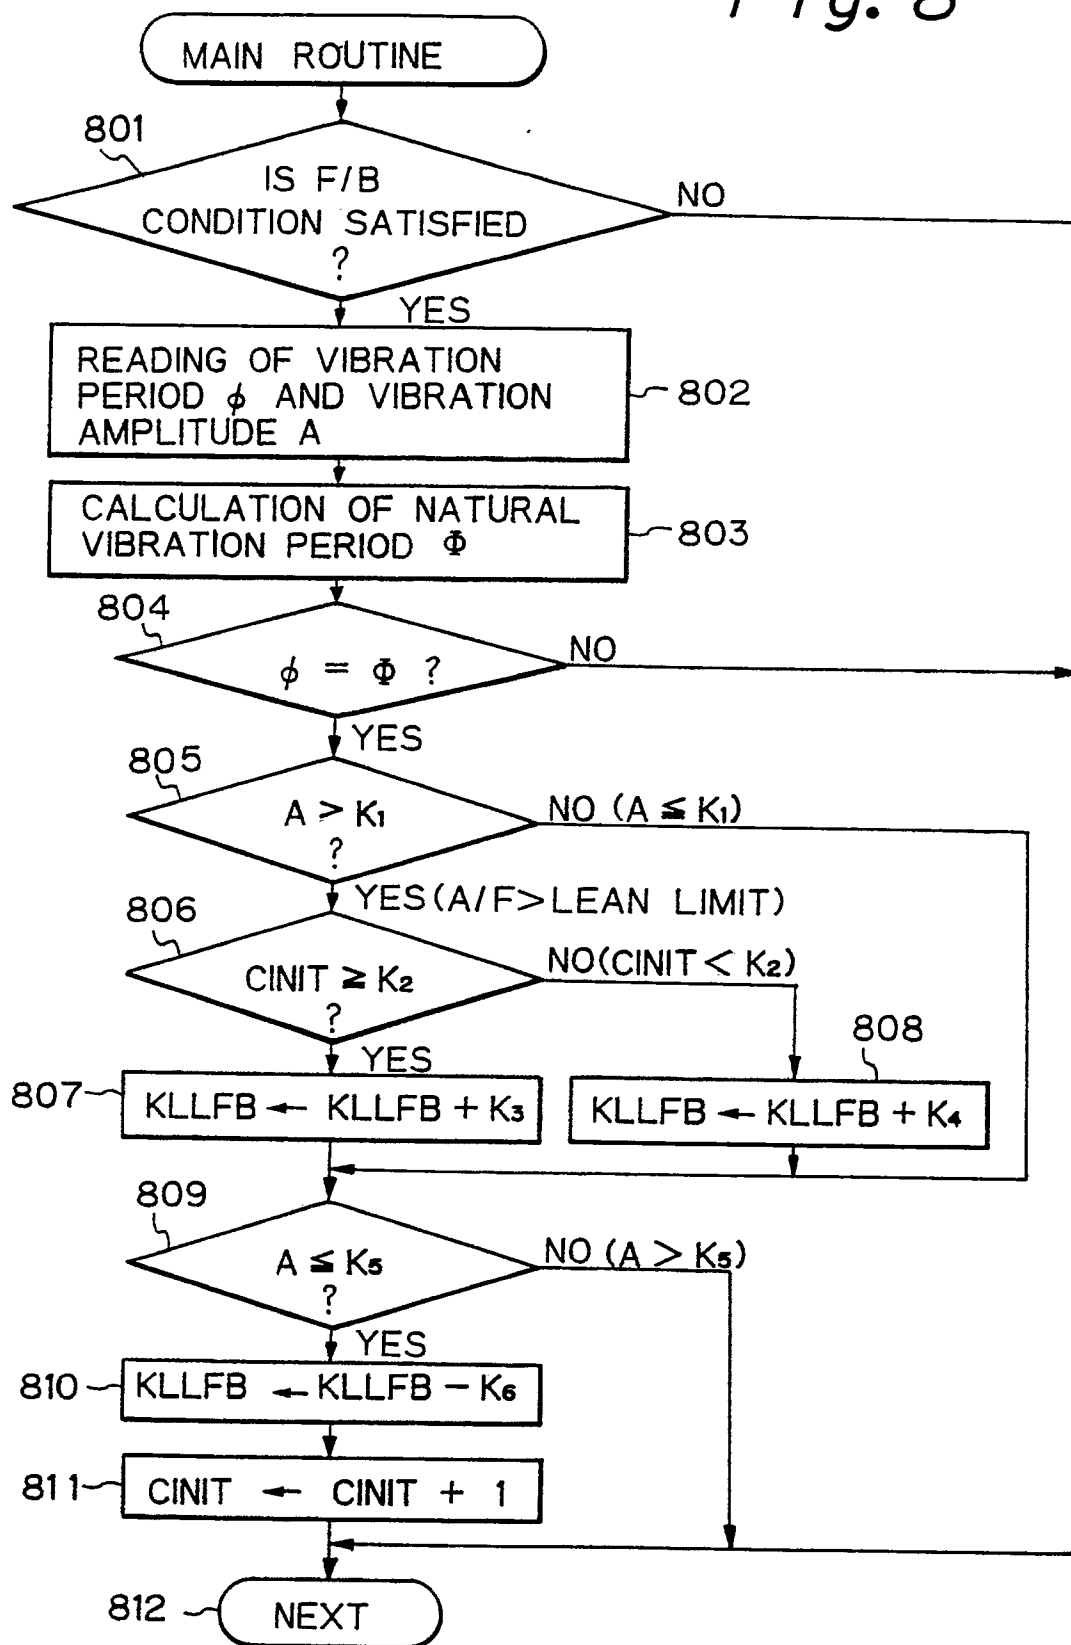 Fig. 8
MAIN ROUTINE
801
IS F/B
CONDITION SATISFIED
?
NO
YES
READING OF VIBRATION
PERIOD ϕ AND VIBRATION
AMPLITUDE A
802
CALCULATION OF NATURAL
VIBRATION PERIOD Φ
803
804
ϕ = Φ ?
NO
YES
805
A > K1
?
NO (A ≦ K1)
YES (A/F > LEAN LIMIT)
806
CINIT ≧ K2
?
NO (CINIT < K2)
YES
808
807
KLLFB ← KLLFB + K3
KLLFB ← KLLFB + K4
809
A ≦ K5
?
NO (A > K5)
YES
810
KLLFB ← KLLFB − K6
811
CINIT ← CINIT + 1
812
NEXT